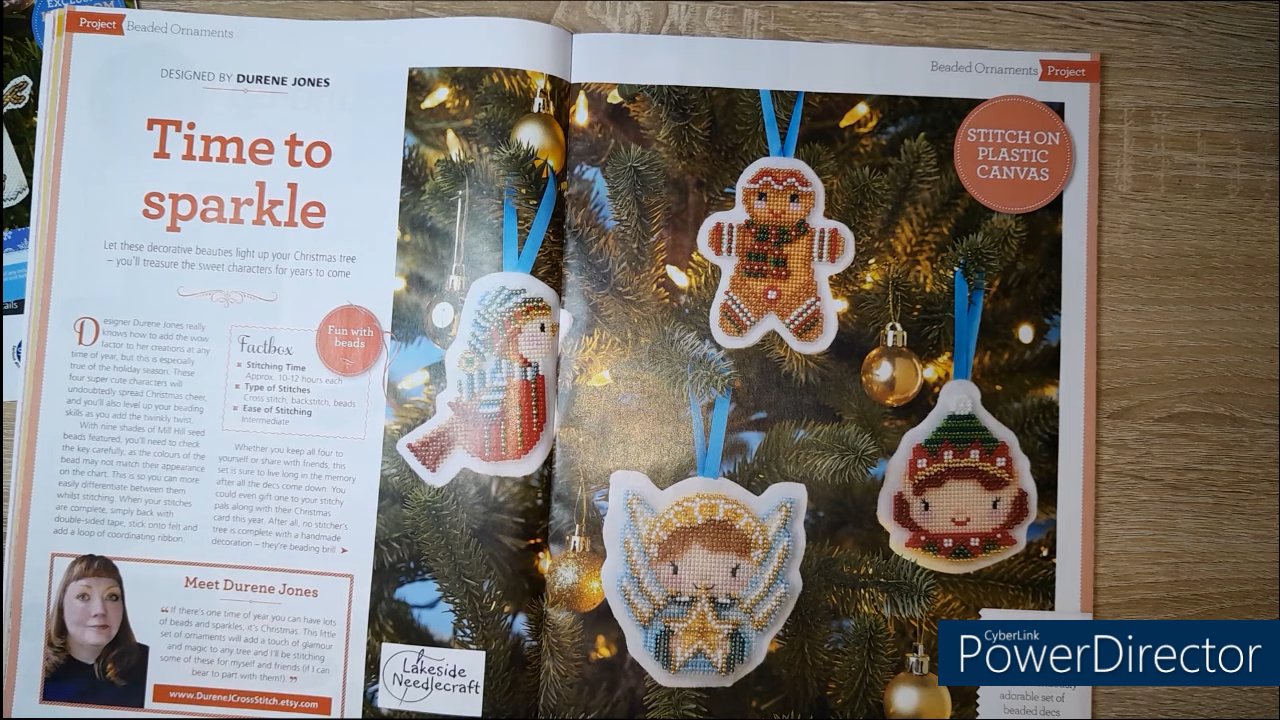 EXCLUSIVE
Project Beaded Ornaments
DESIGNED BY DURENE JONES
Time to
sparkle
Let these decorative beauties light up your Christmas tree
– you'll treasure the sweet characters for years to come
Designer Durene Jones really
knows how to add the wow
factor to her creations at any
time of year, but this is especially
true of the holiday season. These
four super cute characters will
undoubtedly spread Christmas cheer,
and you'll also level up your beading
skills as you add the twinkly twist.
With nine shades of Mill Hill seed
beads featured, you'll need to check
the key carefully, as the colours of the
bead may not match their appearance
on the chart. This is so you can more
easily differentiate between them
whilst stitching. When your stitches
are complete, simply back with
double-sided tape, stick onto felt and
add a loop of coordinating ribbon.
Fun with
beads
Factbox
Stitching Time
Approx. 10-12 hours each
Type of Stitches
Cross stitch, backstitch, beads
Ease of Stitching
Intermediate
Whether you keep all four to
yourself or share with friends, this
set is sure to live long in the memory
after all the decs come down. You
could even gift one to your stitchy
pals along with their Christmas
card this year. After all, no stitcher's
tree is complete with a handmade
decoration – they're beading brill ➤
Meet Durene Jones
“If there's one time of year you can have lots
of beads and sparkles, it's Christmas. This little
set of ornaments will add a touch of glamour
and magic to any tree and I'll be stitching
some of these for myself and friends (if I can
bear to part with them!).”
www.DureneJCrossStitch.etsy.com
Lakeside
Needlecraft
Beaded Ornaments Project
STITCH ON
PLASTIC
CANVAS
adorable set of
beaded decs
CyberLink
PowerDirector